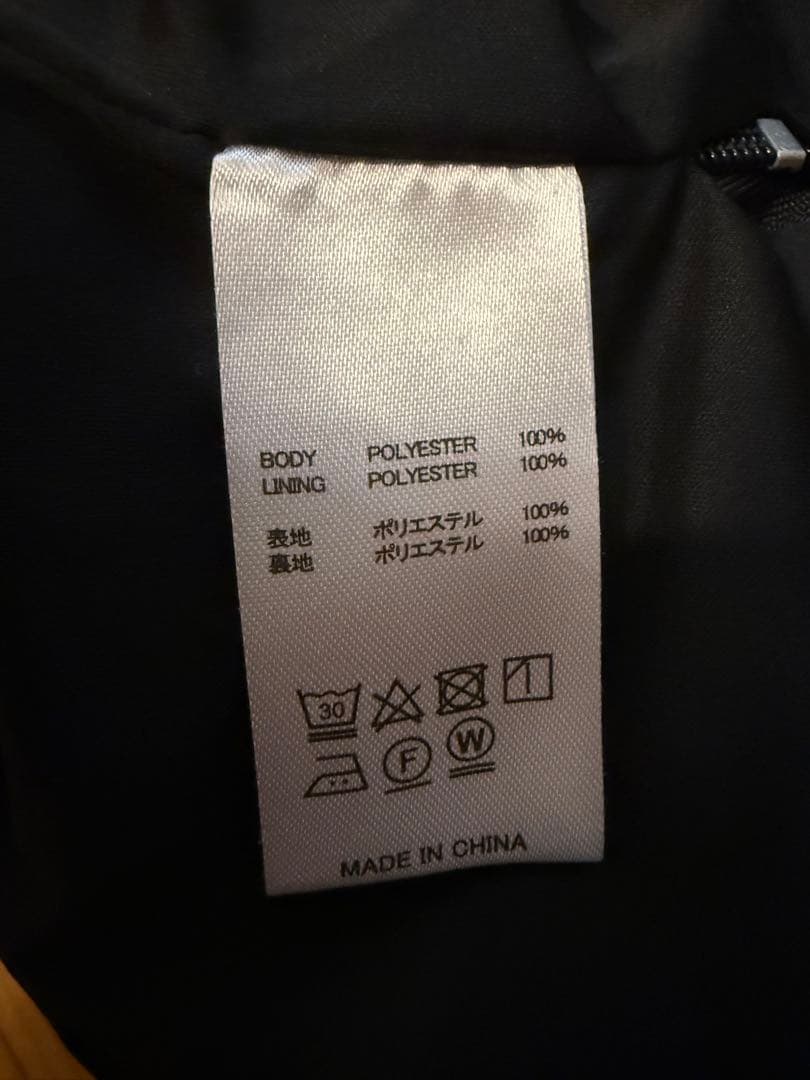 BODY POLYESTER 100%
LINING POLYESTER 100%
表地 ポリエステル 100%
裏地 ポリエステル 100%
30
F W
MADE IN CHINA